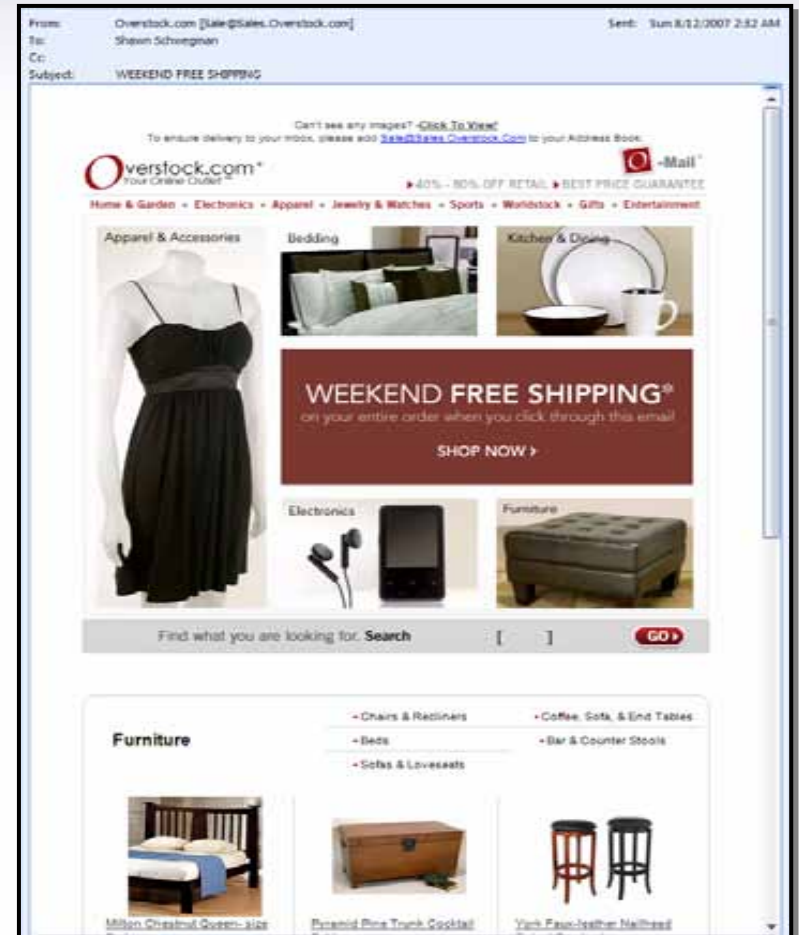 From: Overstock.com [Sale@Sales.Overstock.com] Sent: Sun 8/12/2007 2:32 AM
To: Shawn Schwegman
Cc:
Subject: WEEKEND FREE SHIPPING
Can't see any images? -Click To View!
To ensure delivery to your inbox, please add Sale@Sales.Overstock.Com to your Address Book.
Overstock.com®
Your Online Outlet™
O -Mail
40% - 80% OFF RETAIL BEST PRICE GUARANTEE
Home & Garden • Electronics • Apparel • Jewelry & Watches • Sports • Worldstock • Gifts • Entertainment
Apparel & Accessories
Bedding
Kitchen & Dining
WEEKEND FREE SHIPPING*
on your entire order when you click through this email
SHOP NOW >
Electronics
Furniture
Find what you are looking for. Search [ ] GO
Furniture
• Chairs & Recliners
• Coffee, Sofa, & End Tables
• Beds
• Bar & Counter Stools
• Sofas & Loveseats
Milton Chestnut Queen- size
Pyramid Pine Trunk Cocktail
York Faux-leather Nailhead